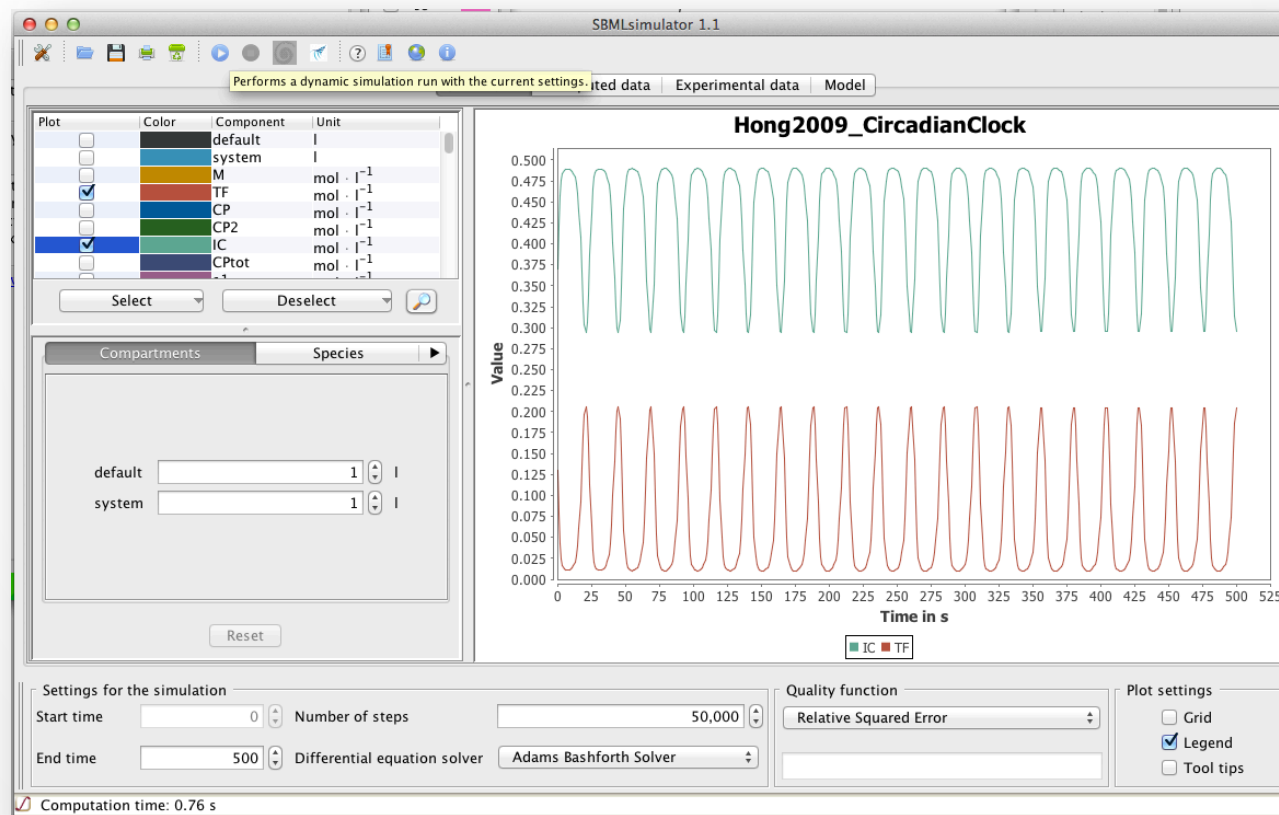 SBMLsimulator 1.1
Performs a dynamic simulation run with the current settings.
uted data Experimental data Model
Plot Color Component Unit
default l
system l
M mol · l⁻¹
TF mol · l⁻¹
CP mol · l⁻¹
CP2 mol · l⁻¹
IC mol · l⁻¹
CPtot mol · l⁻¹
Select Deselect
Compartments Species
default 1 l
system 1 l
Reset
Hong2009_CircadianClock
0.500
0.475
0.450
0.425
0.400
0.375
0.350
0.325
0.300
0.275
0.250
0.225
0.200
0.175
0.150
0.125
0.100
0.075
0.050
0.025
0.000
Value
0 25 50 75 100 125 150 175 200 225 250 275 300 325 350 375 400 425 450 475 500 525
Time in s
IC TF
Settings for the simulation
Start time 0 Number of steps 50,000
End time 500 Differential equation solver Adams Bashforth Solver
Quality function
Relative Squared Error
Plot settings
Grid
Legend
Tool tips
Computation time: 0.76 s